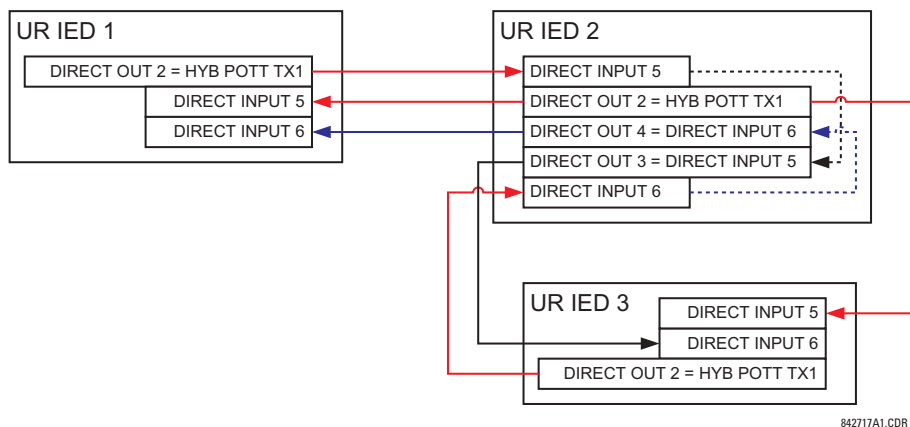 UR IED 1
DIRECT OUT 2 = HYB POTT TX1
DIRECT INPUT 5
DIRECT INPUT 6
UR IED 2
DIRECT INPUT 5
DIRECT OUT 2 = HYB POTT TX1
DIRECT OUT 4 = DIRECT INPUT 6
DIRECT OUT 3 = DIRECT INPUT 5
DIRECT INPUT 6
UR IED 3
DIRECT INPUT 5
DIRECT INPUT 6
DIRECT OUT 2 = HYB POTT TX1
842717A1.CDR